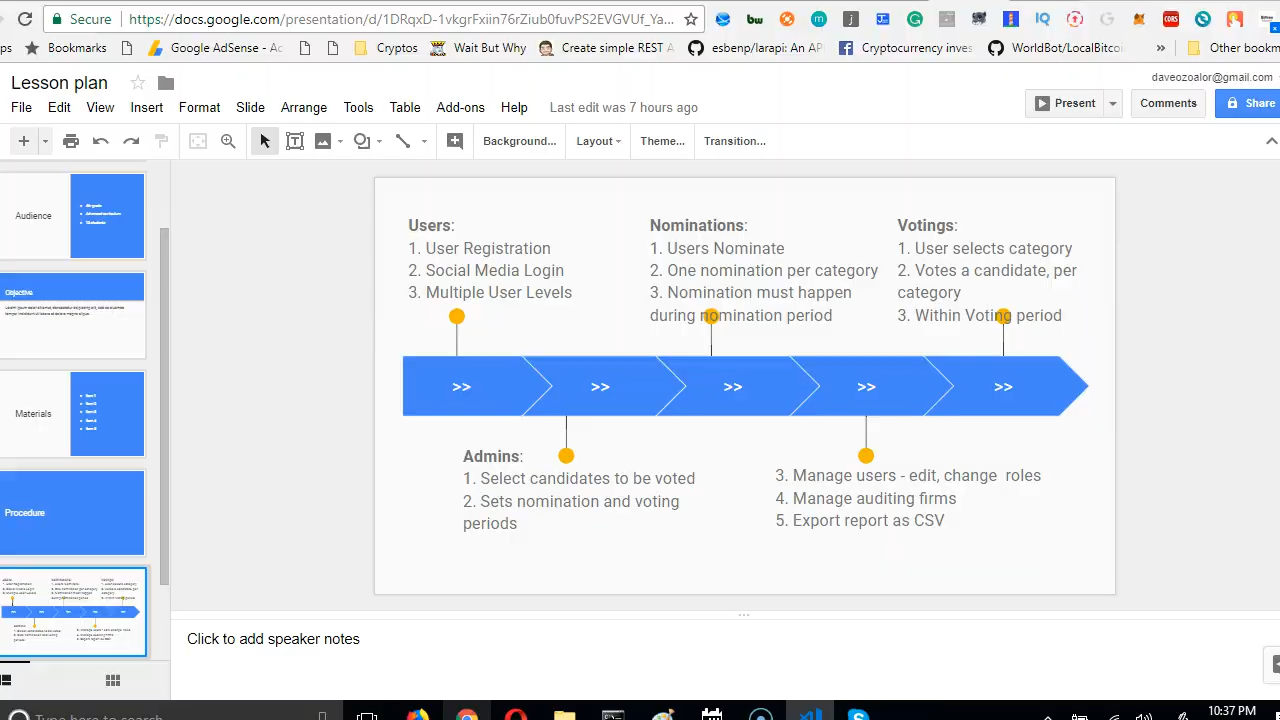 Secure
https://docs.google.com/presentation/d/1DRqxD-1vkgrFxiin76rZiub0fuvPS2EVGVUf_Ya...
Bookmarks
Google AdSense - Ac
Cryptos
Wait But Why
Create simple REST A
esbenp/larapi: An AP
Cryptocurrency inves
WorldBot/LocalBitcoi
»
Other bookm
Lesson plan
daveozoalor@gmail.com
File Edit View Insert Format Slide Arrange Tools Table Add-ons Help
Last edit was 7 hours ago
Present
Comments
Share
Background...
Layout
Theme...
Transition...
Audience
Objective
Materials
Procedure
Users:
1. User Registration
2. Social Media Login
3. Multiple User Levels
Nominations:
1. Users Nominate
2. One nomination per category
3. Nomination must happen
during nomination period
Votings:
1. User selects category
2. Votes a candidate, per
category
3. Within Voting period
>> >> >> >> >>
Admins:
1. Select candidates to be voted
2. Sets nomination and voting
periods
3. Manage users - edit, change roles
4. Manage auditing firms
5. Export report as CSV
Click to add speaker notes
Type here to search
10:37 PM